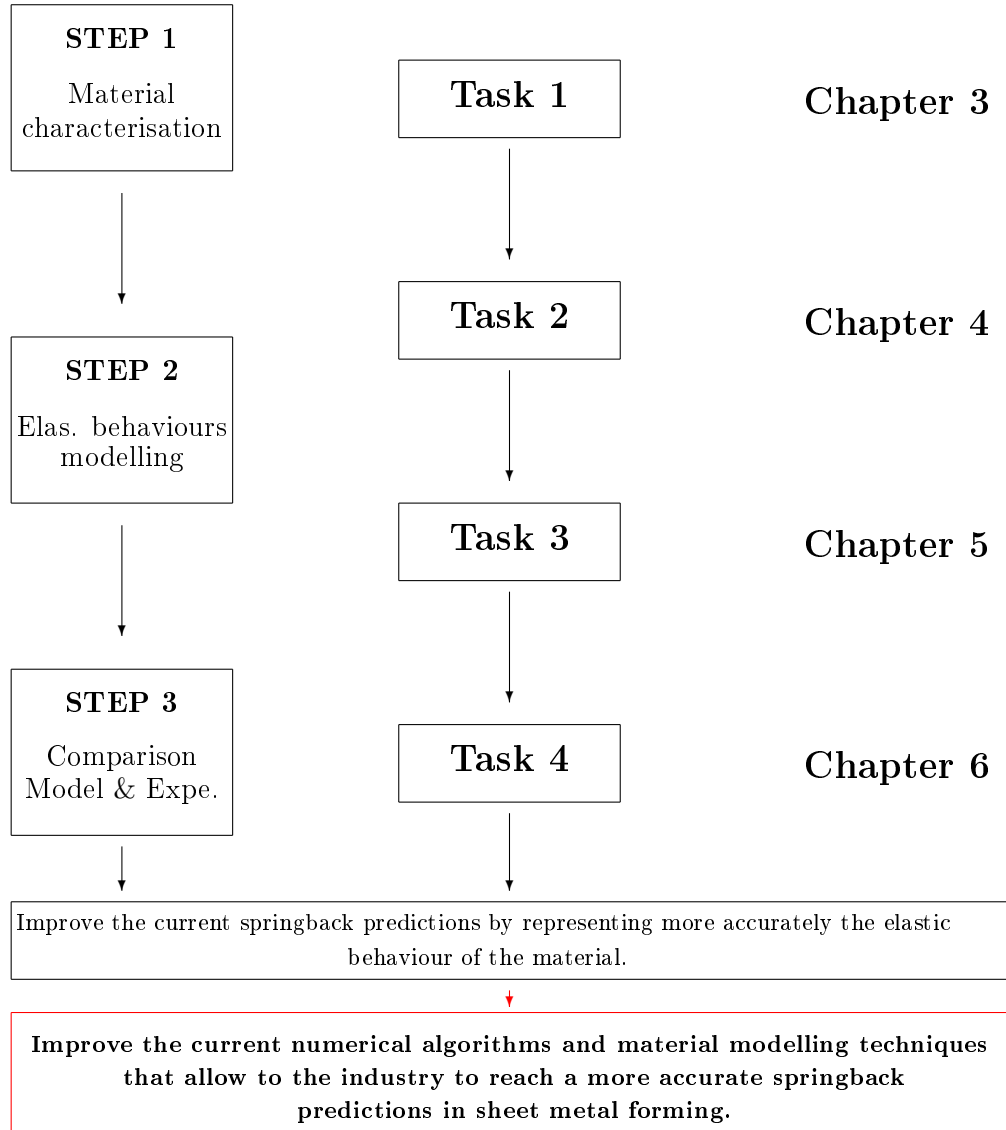 STEP 1
Material
characterisation
Task 1
Chapter 3
Task 2
Chapter 4
STEP 2
Elas. behaviours
modelling
Task 3
Chapter 5
STEP 3
Comparison
Model & Expe.
Task 4
Chapter 6
Improve the current springback predictions by representing more accurately the elastic
behaviour of the material.
Improve the current numerical algorithms and material modelling techniques
that allow to the industry to reach a more accurate springback
predictions in sheet metal forming.